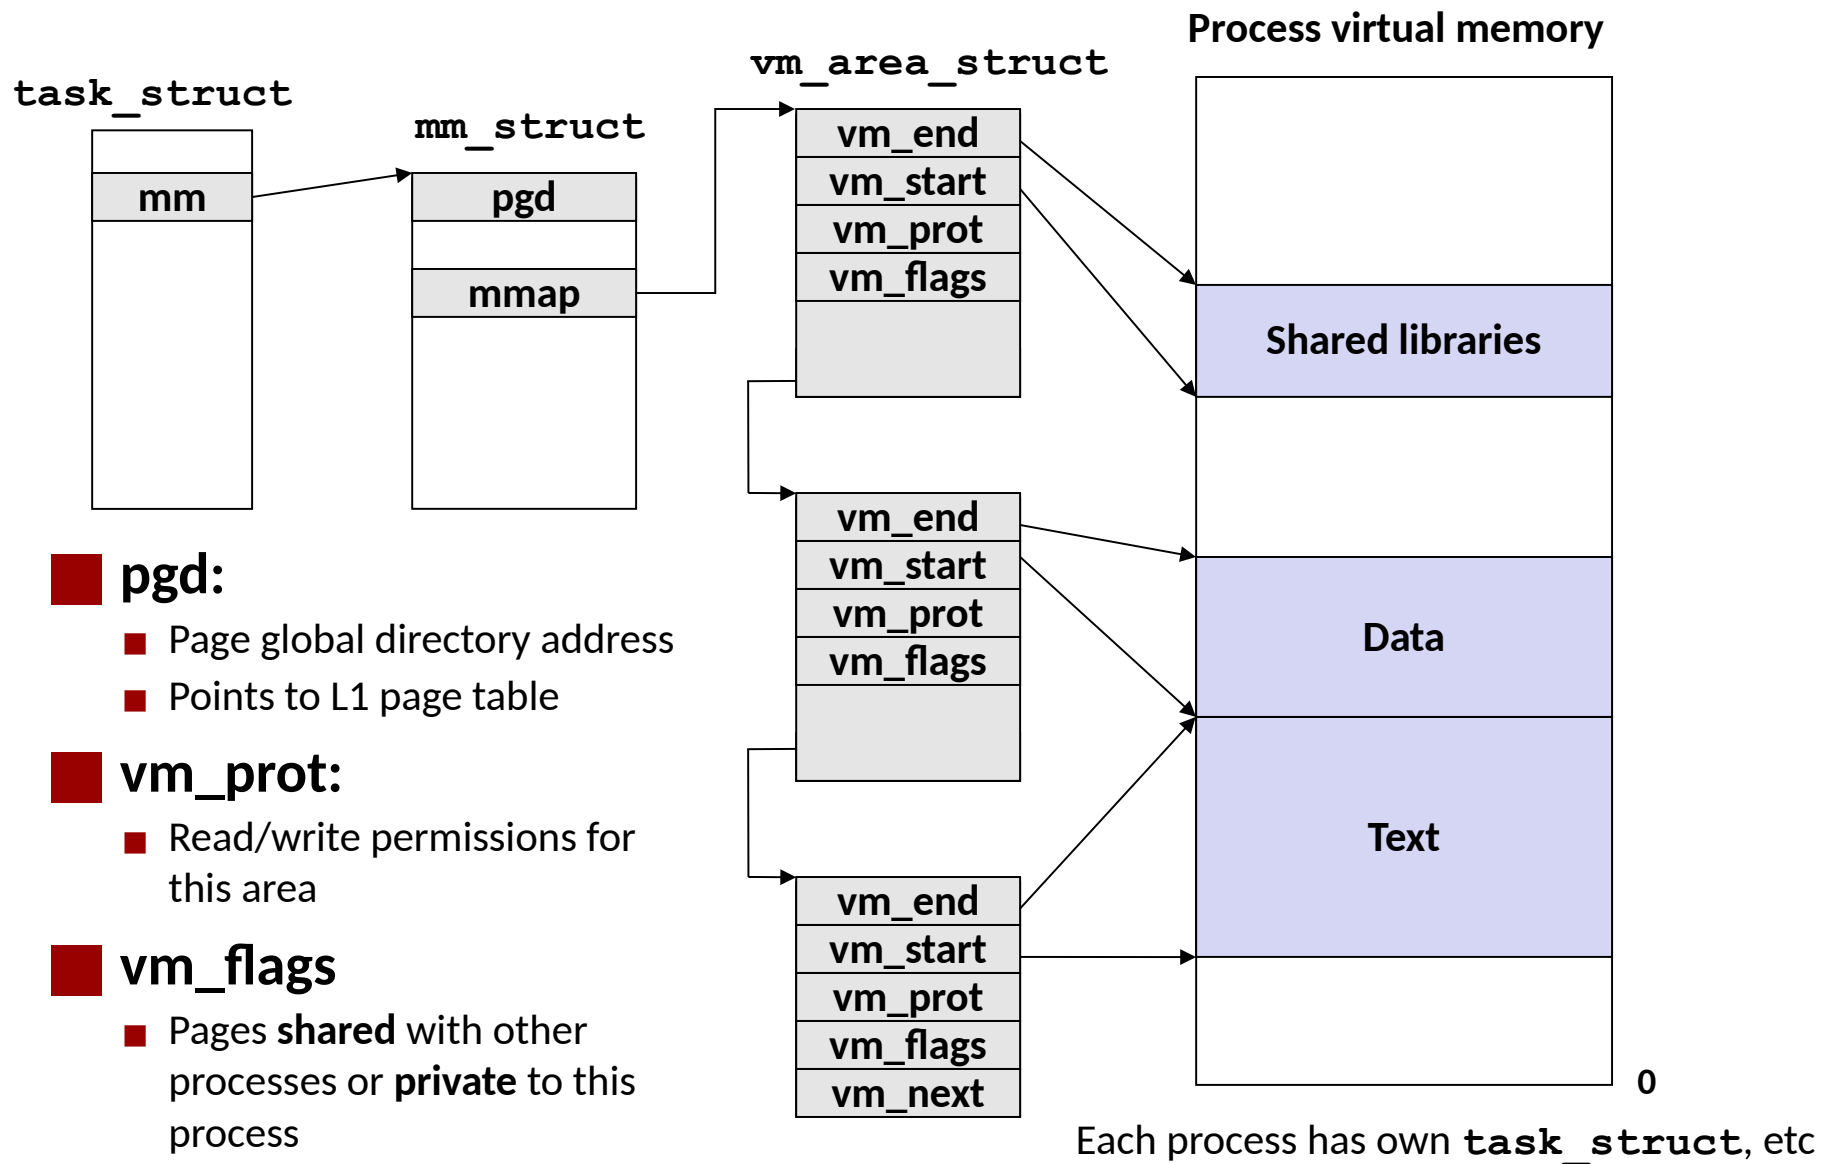 Process virtual memory
task_struct
mm
mm_struct
pgd
mmap
vm_area_struct
vm_end
vm_start
vm_prot
vm_flags
vm_end
vm_start
vm_prot
vm_flags
vm_end
vm_start
vm_prot
vm_flags
vm_next
Shared libraries
Data
Text
0
pgd:
Page global directory address
Points to L1 page table
vm_prot:
Read/write permissions for
this area
vm_flags
Pages shared with other
processes or private to this
process
Each process has own task_struct, etc